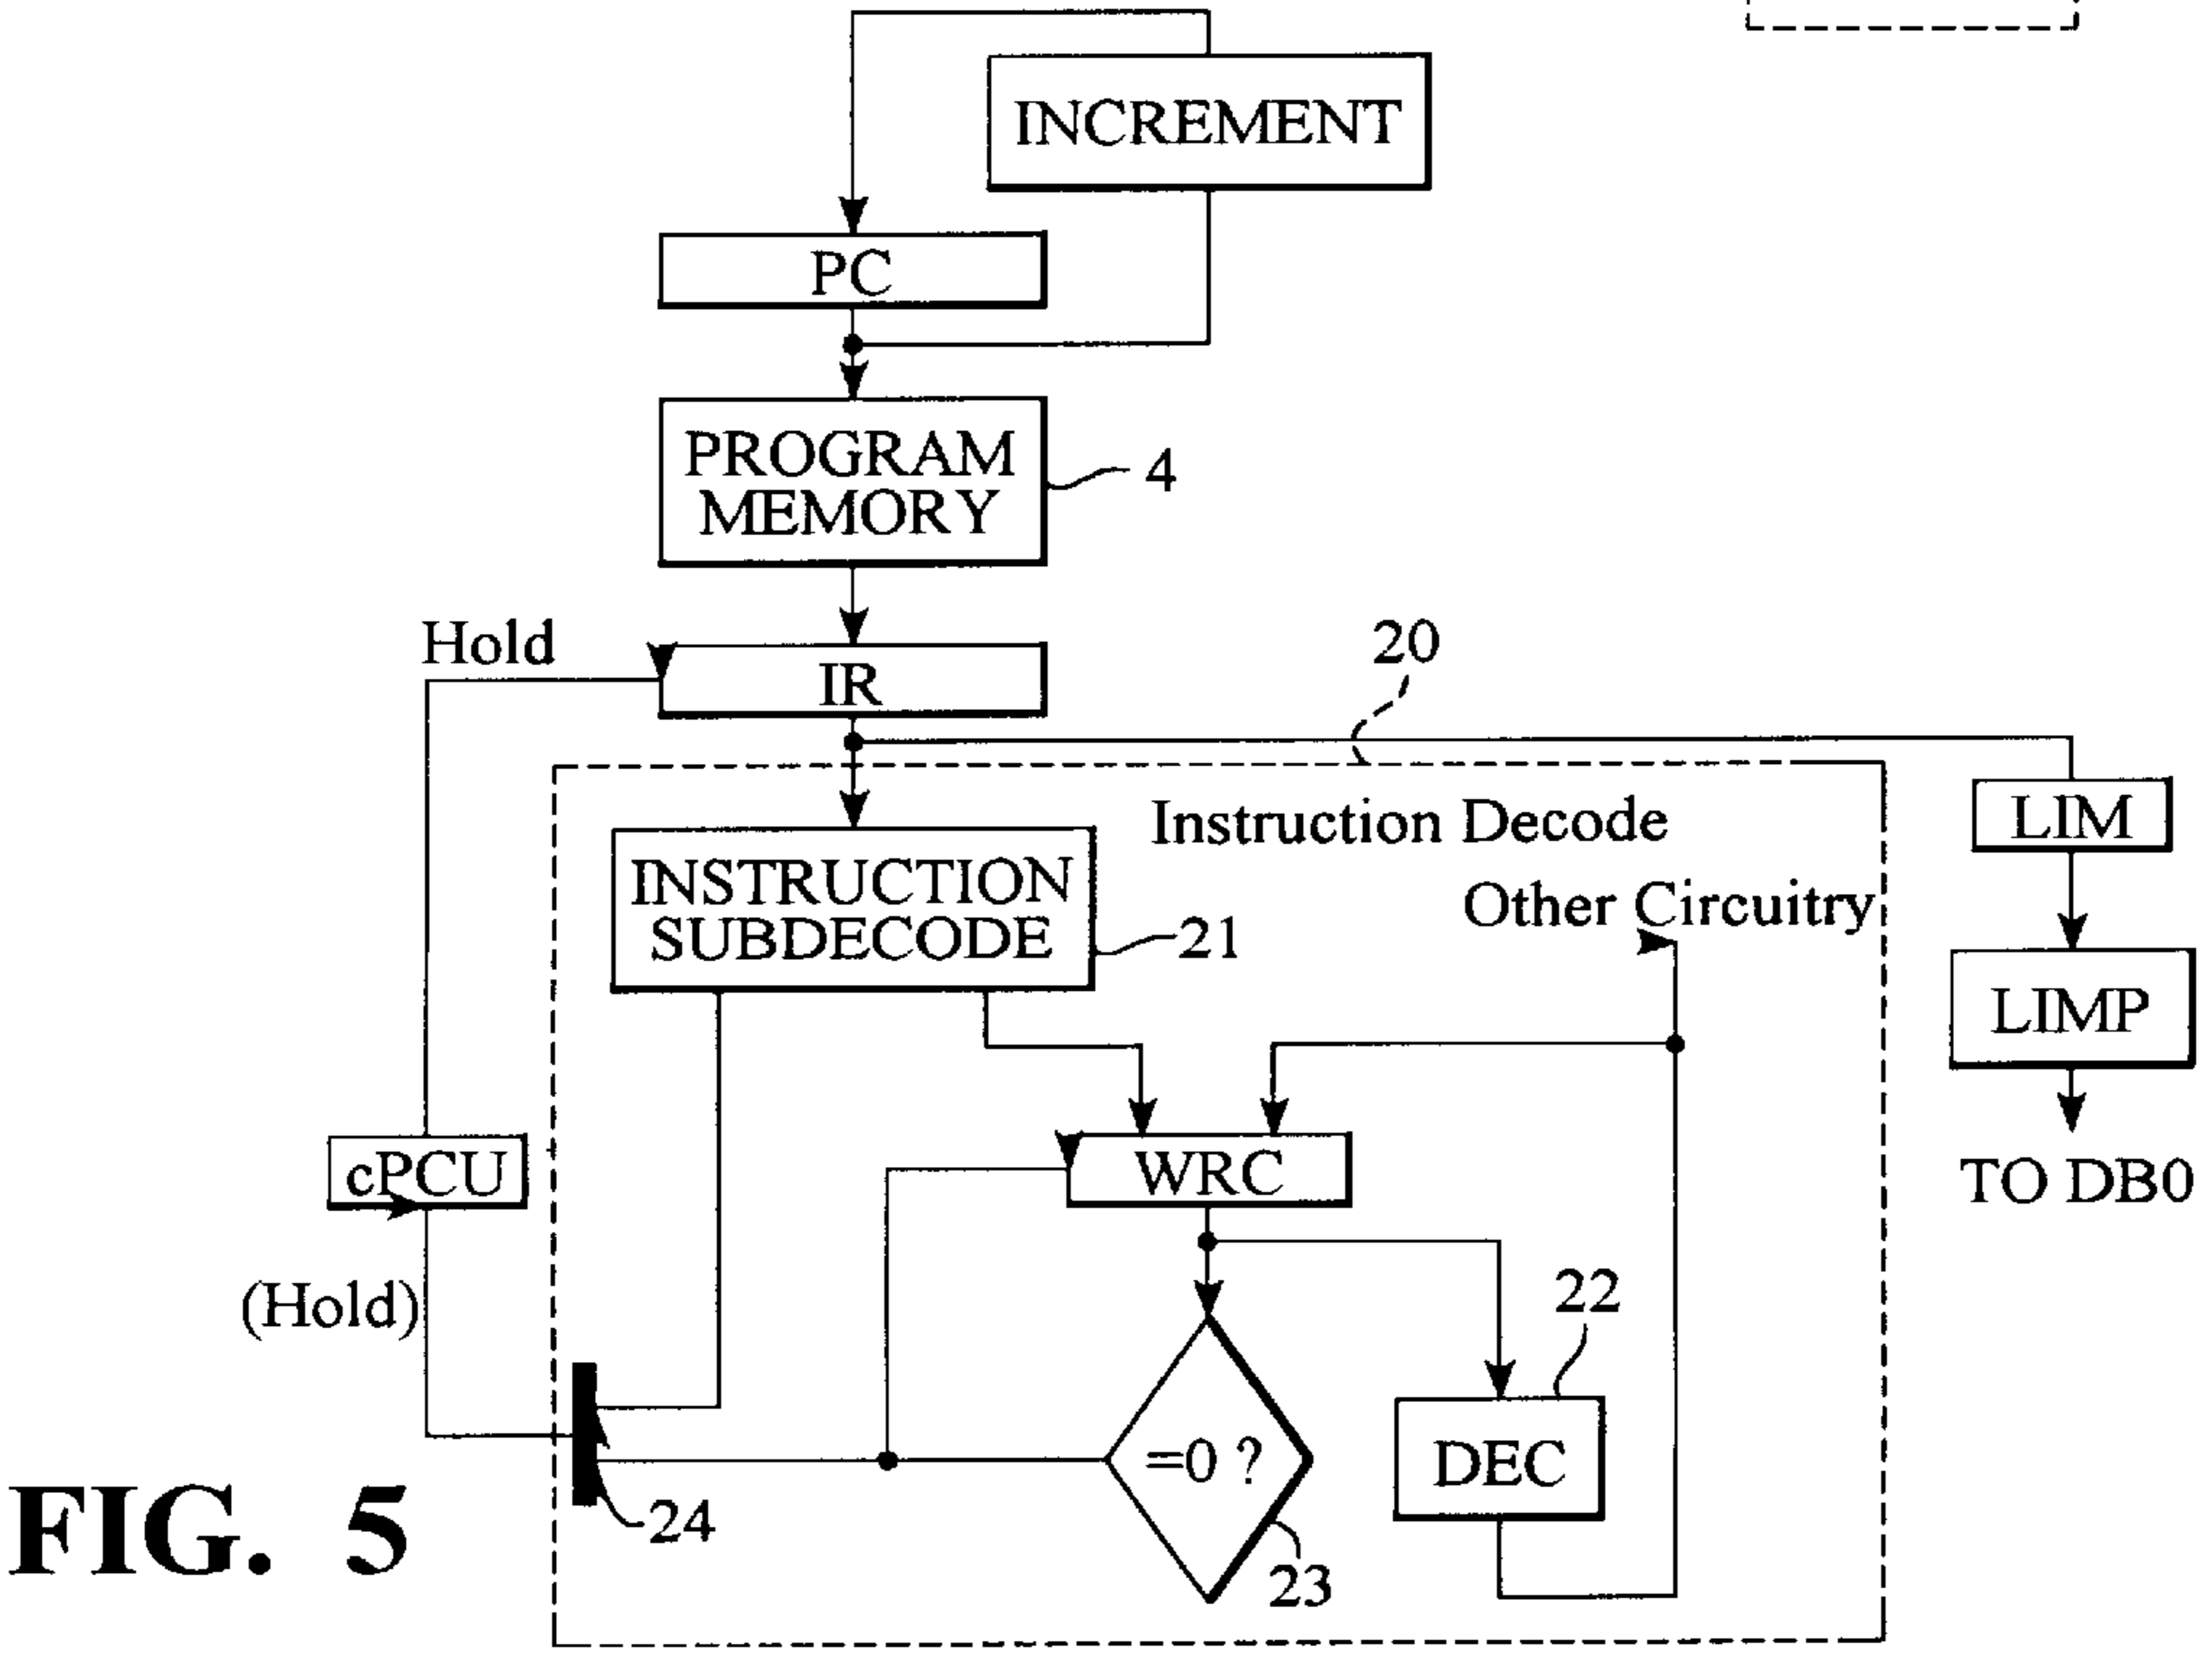 INCREMENT
PC
PROGRAM
MEMORY
4
Hold
IR
20
Instruction Decode
LIM
INSTRUCTION
SUBDECODE
21
Other Circuitry
LIMP
cPCU
WRC
TO DB0
(Hold)
22
=0 ?
DEC
24
23
FIG. 5